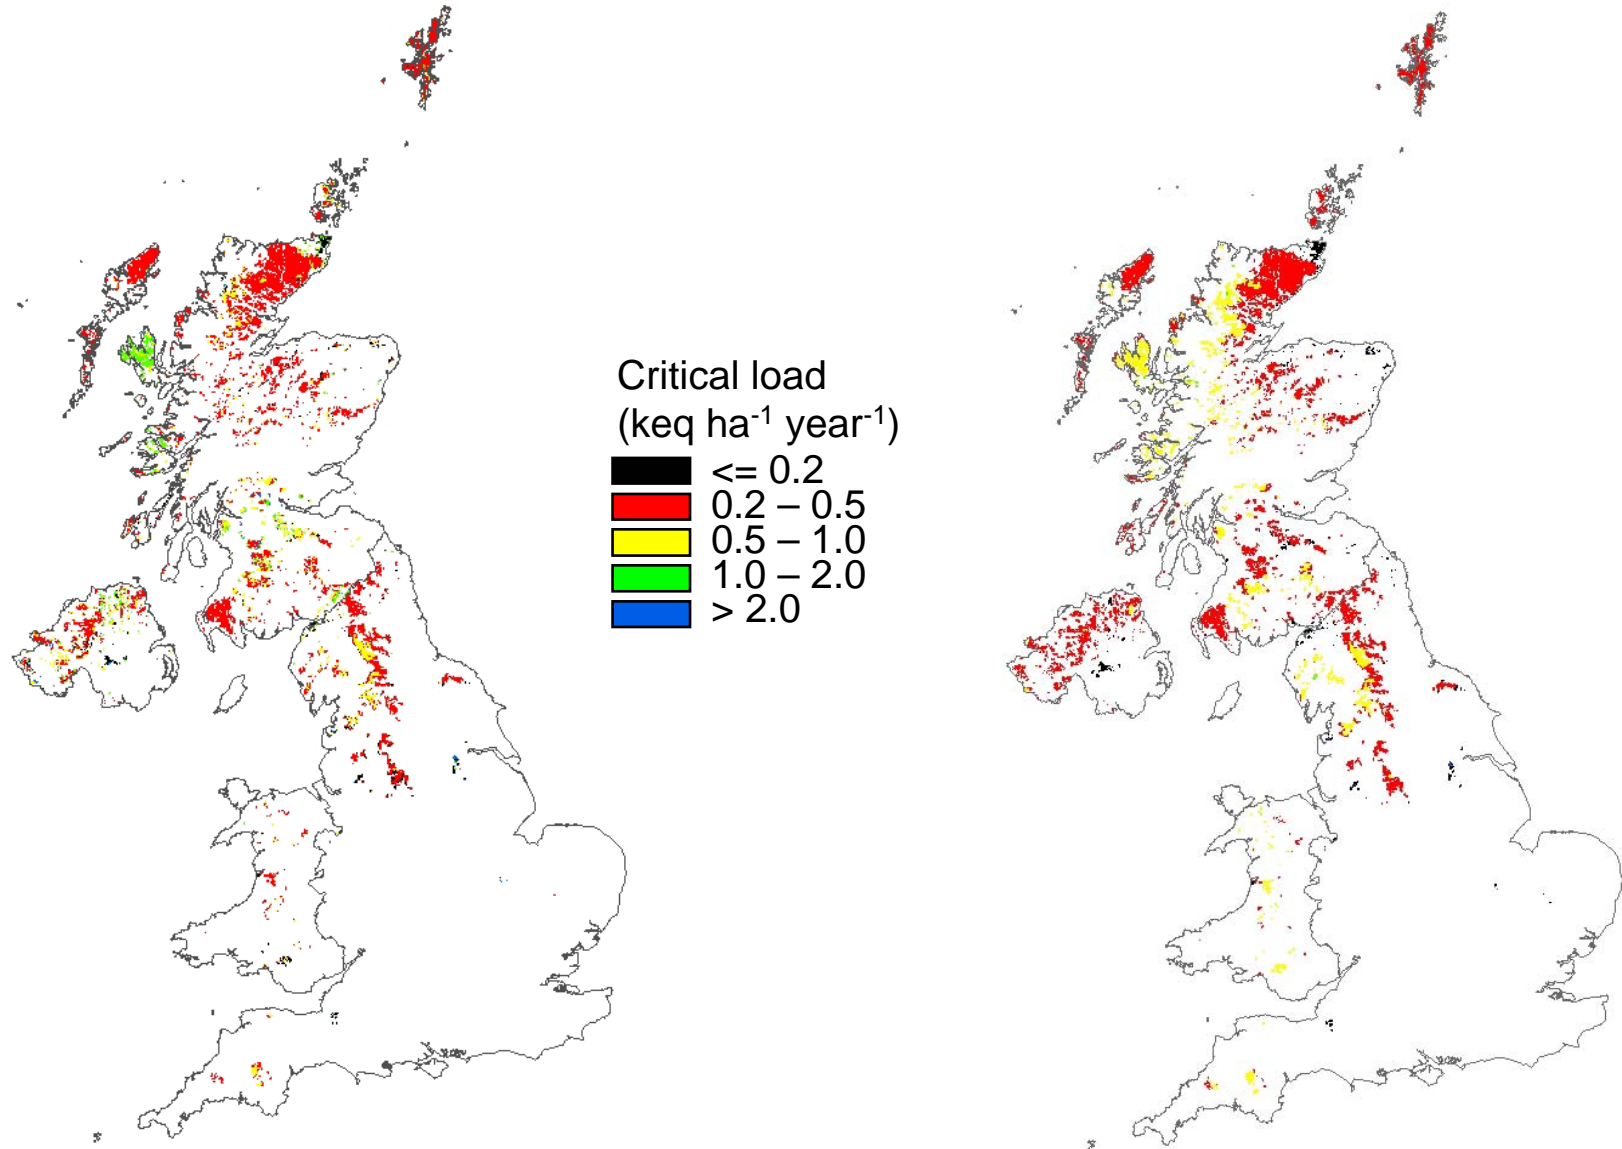 Critical load
(keq ha⁻¹ year⁻¹)
<= 0.2
0.2 – 0.5
0.5 – 1.0
1.0 – 2.0
> 2.0